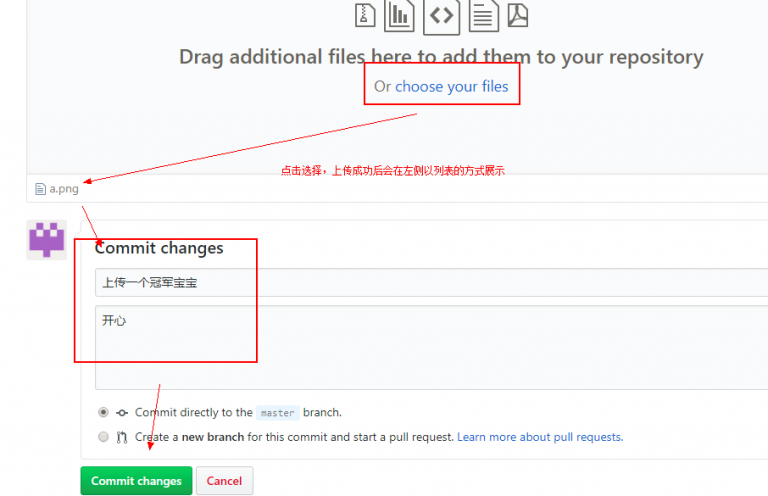 Drag additional files here to add them to your repository
Or choose your files
点击选择，上传成功后会在左侧以列表的方式展示
a.png
Commit changes
上传一个冠军宝宝
开心
Commit directly to the master branch.
Create a new branch for this commit and start a pull request. Learn more about pull requests.
Commit changes
Cancel